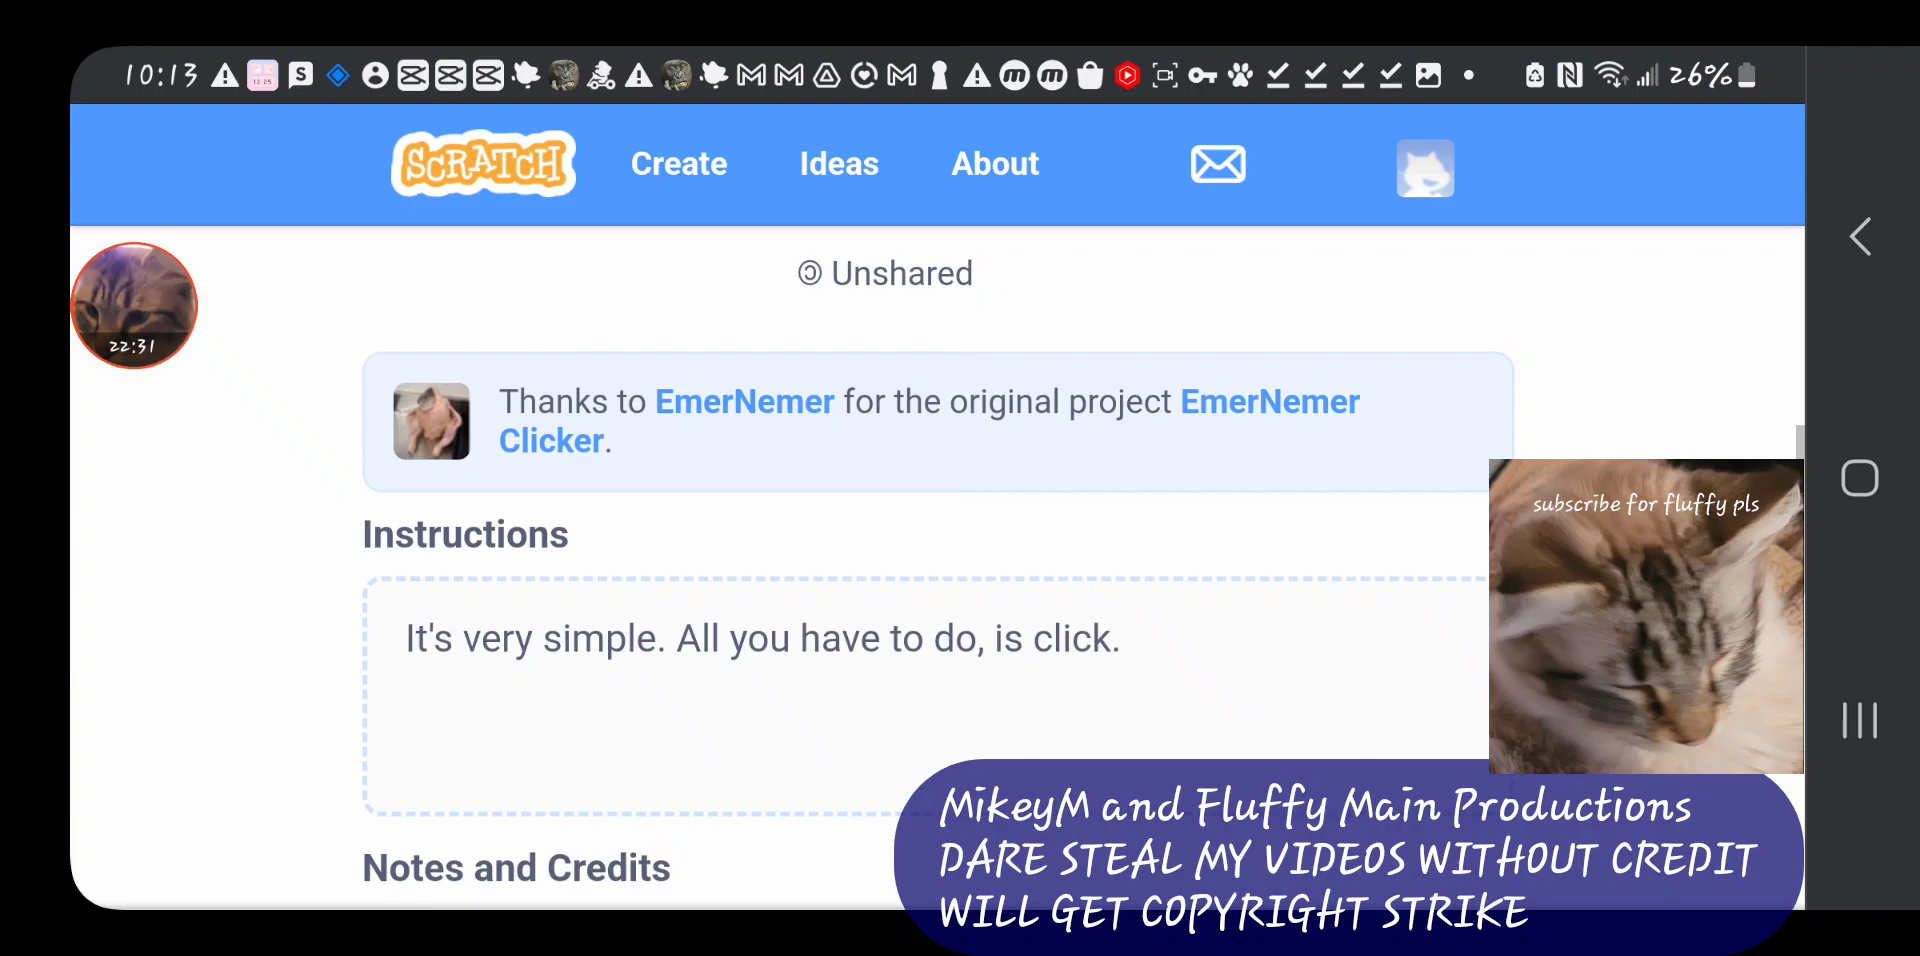 10:13
S
12:25
m m
N
26%
SCRATCH
Create Ideas About
Unshared
22:31
Thanks to EmerNemer for the original project EmerNemer
Clicker.
subscribe for fluffy pls
Instructions
It's very simple. All you have to do, is click.
MikeyM and Fluffy Main Productions
DARE STEAL MY VIDEOS WITHOUT CREDIT
WILL GET COPYRIGHT STRIKE
Notes and Credits